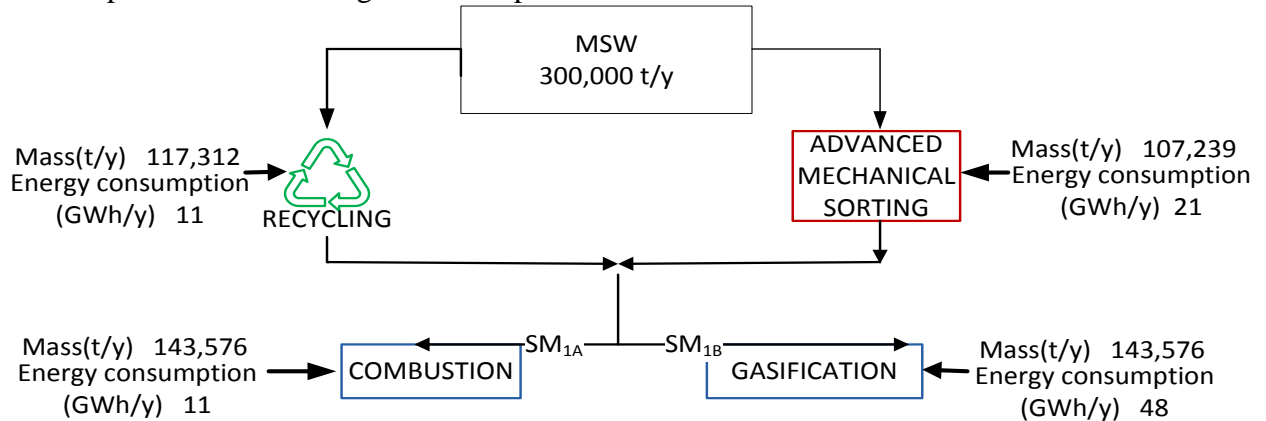 MSW
300,000 t/y
Mass(t/y) 117,312
Energy consumption
(GWh/y) 11
RECYCLING
ADVANCED
MECHANICAL
SORTING
Mass(t/y) 107,239
Energy consumption
(GWh/y) 21
Mass(t/y) 143,576
Energy consumption
(GWh/y) 11
COMBUSTION
SM1A
SM1B
GASIFICATION
Mass(t/y) 143,576
Energy consumption
(GWh/y) 48